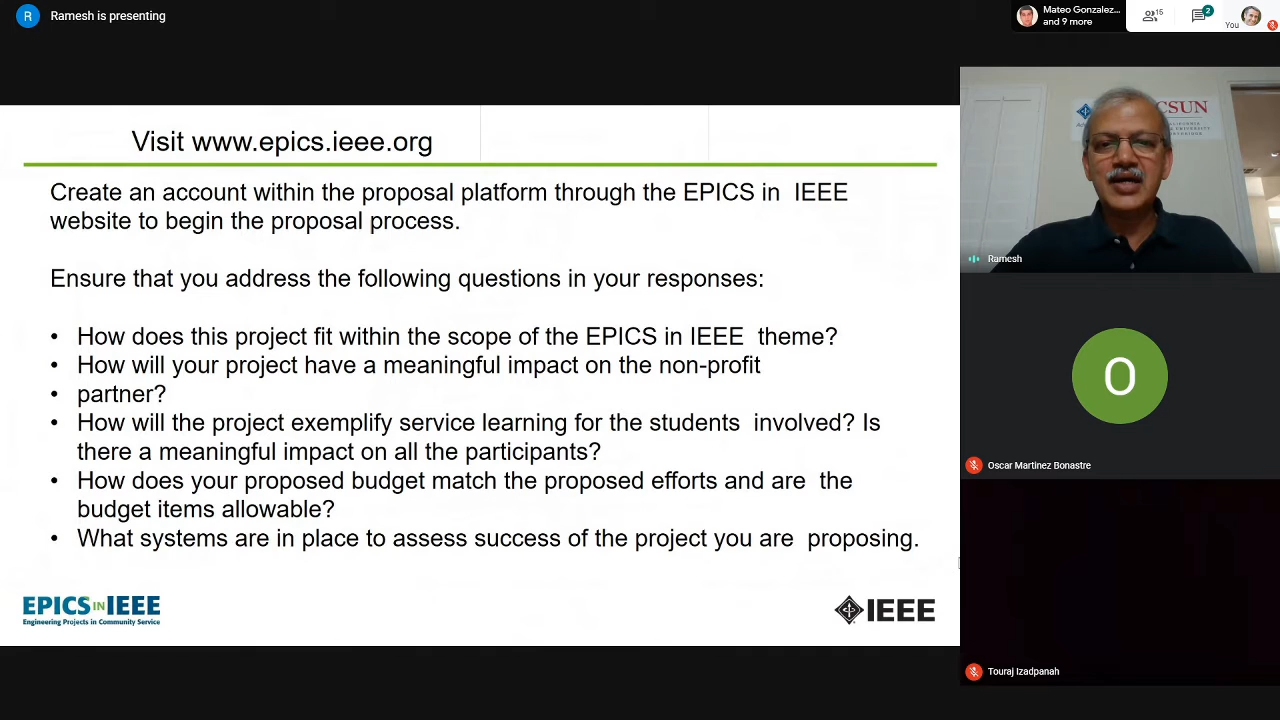 R
Ramesh is presenting
Mateo Gonzalez...
and 9 more
15
2
You
Visit www.epics.ieee.org
Create an account within the proposal platform through the EPICS in IEEE
website to begin the proposal process.
Ensure that you address the following questions in your responses:
• How does this project fit within the scope of the EPICS in IEEE theme?
• How will your project have a meaningful impact on the non-profit
• partner?
• How will the project exemplify service learning for the students involved? Is
there a meaningful impact on all the participants?
• How does your proposed budget match the proposed efforts and are the
budget items allowable?
• What systems are in place to assess success of the project you are proposing.
EPICS IN IEEE
Engineering Projects in Community Service
IEEE
CSUN
Ramesh
O
Oscar Martinez Bonastre
Touraj Izadpanah